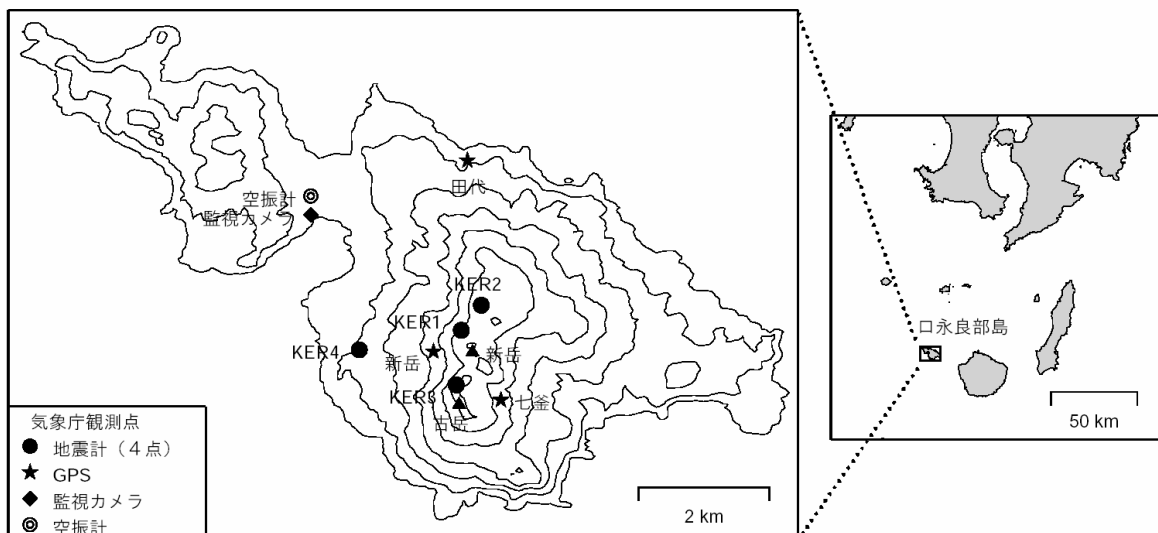 田代
空振計
監視カメラ
KER2
KER1
KER4
新岳
新岳
KER3
七釜
古岳
気象庁観測点
地震計（４点）
GPS
監視カメラ
空振計
2 km
口永良部島
50 km